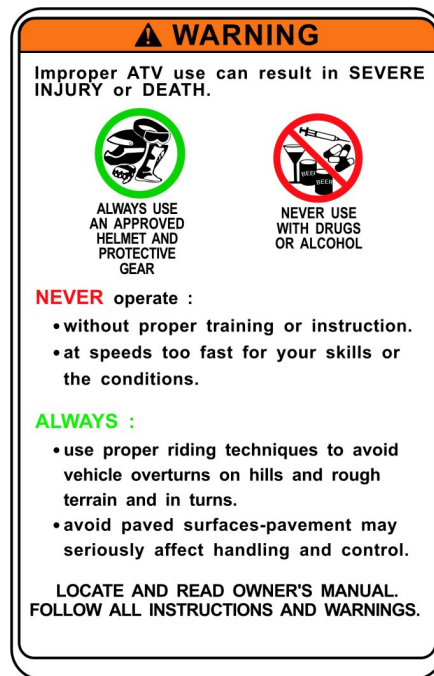 WARNING
Improper ATV use can result in SEVERE
INJURY or DEATH.
ALWAYS USE
AN APPROVED
HELMET AND
PROTECTIVE
GEAR
BEER
BEER
NEVER USE
WITH DRUGS
OR ALCOHOL
NEVER operate :
• without proper training or instruction.
• at speeds too fast for your skills or
the conditions.
ALWAYS :
• use proper riding techniques to avoid
vehicle overturns on hills and rough
terrain and in turns.
• avoid paved surfaces-pavement may
seriously affect handling and control.
LOCATE AND READ OWNER'S MANUAL.
FOLLOW ALL INSTRUCTIONS AND WARNINGS.